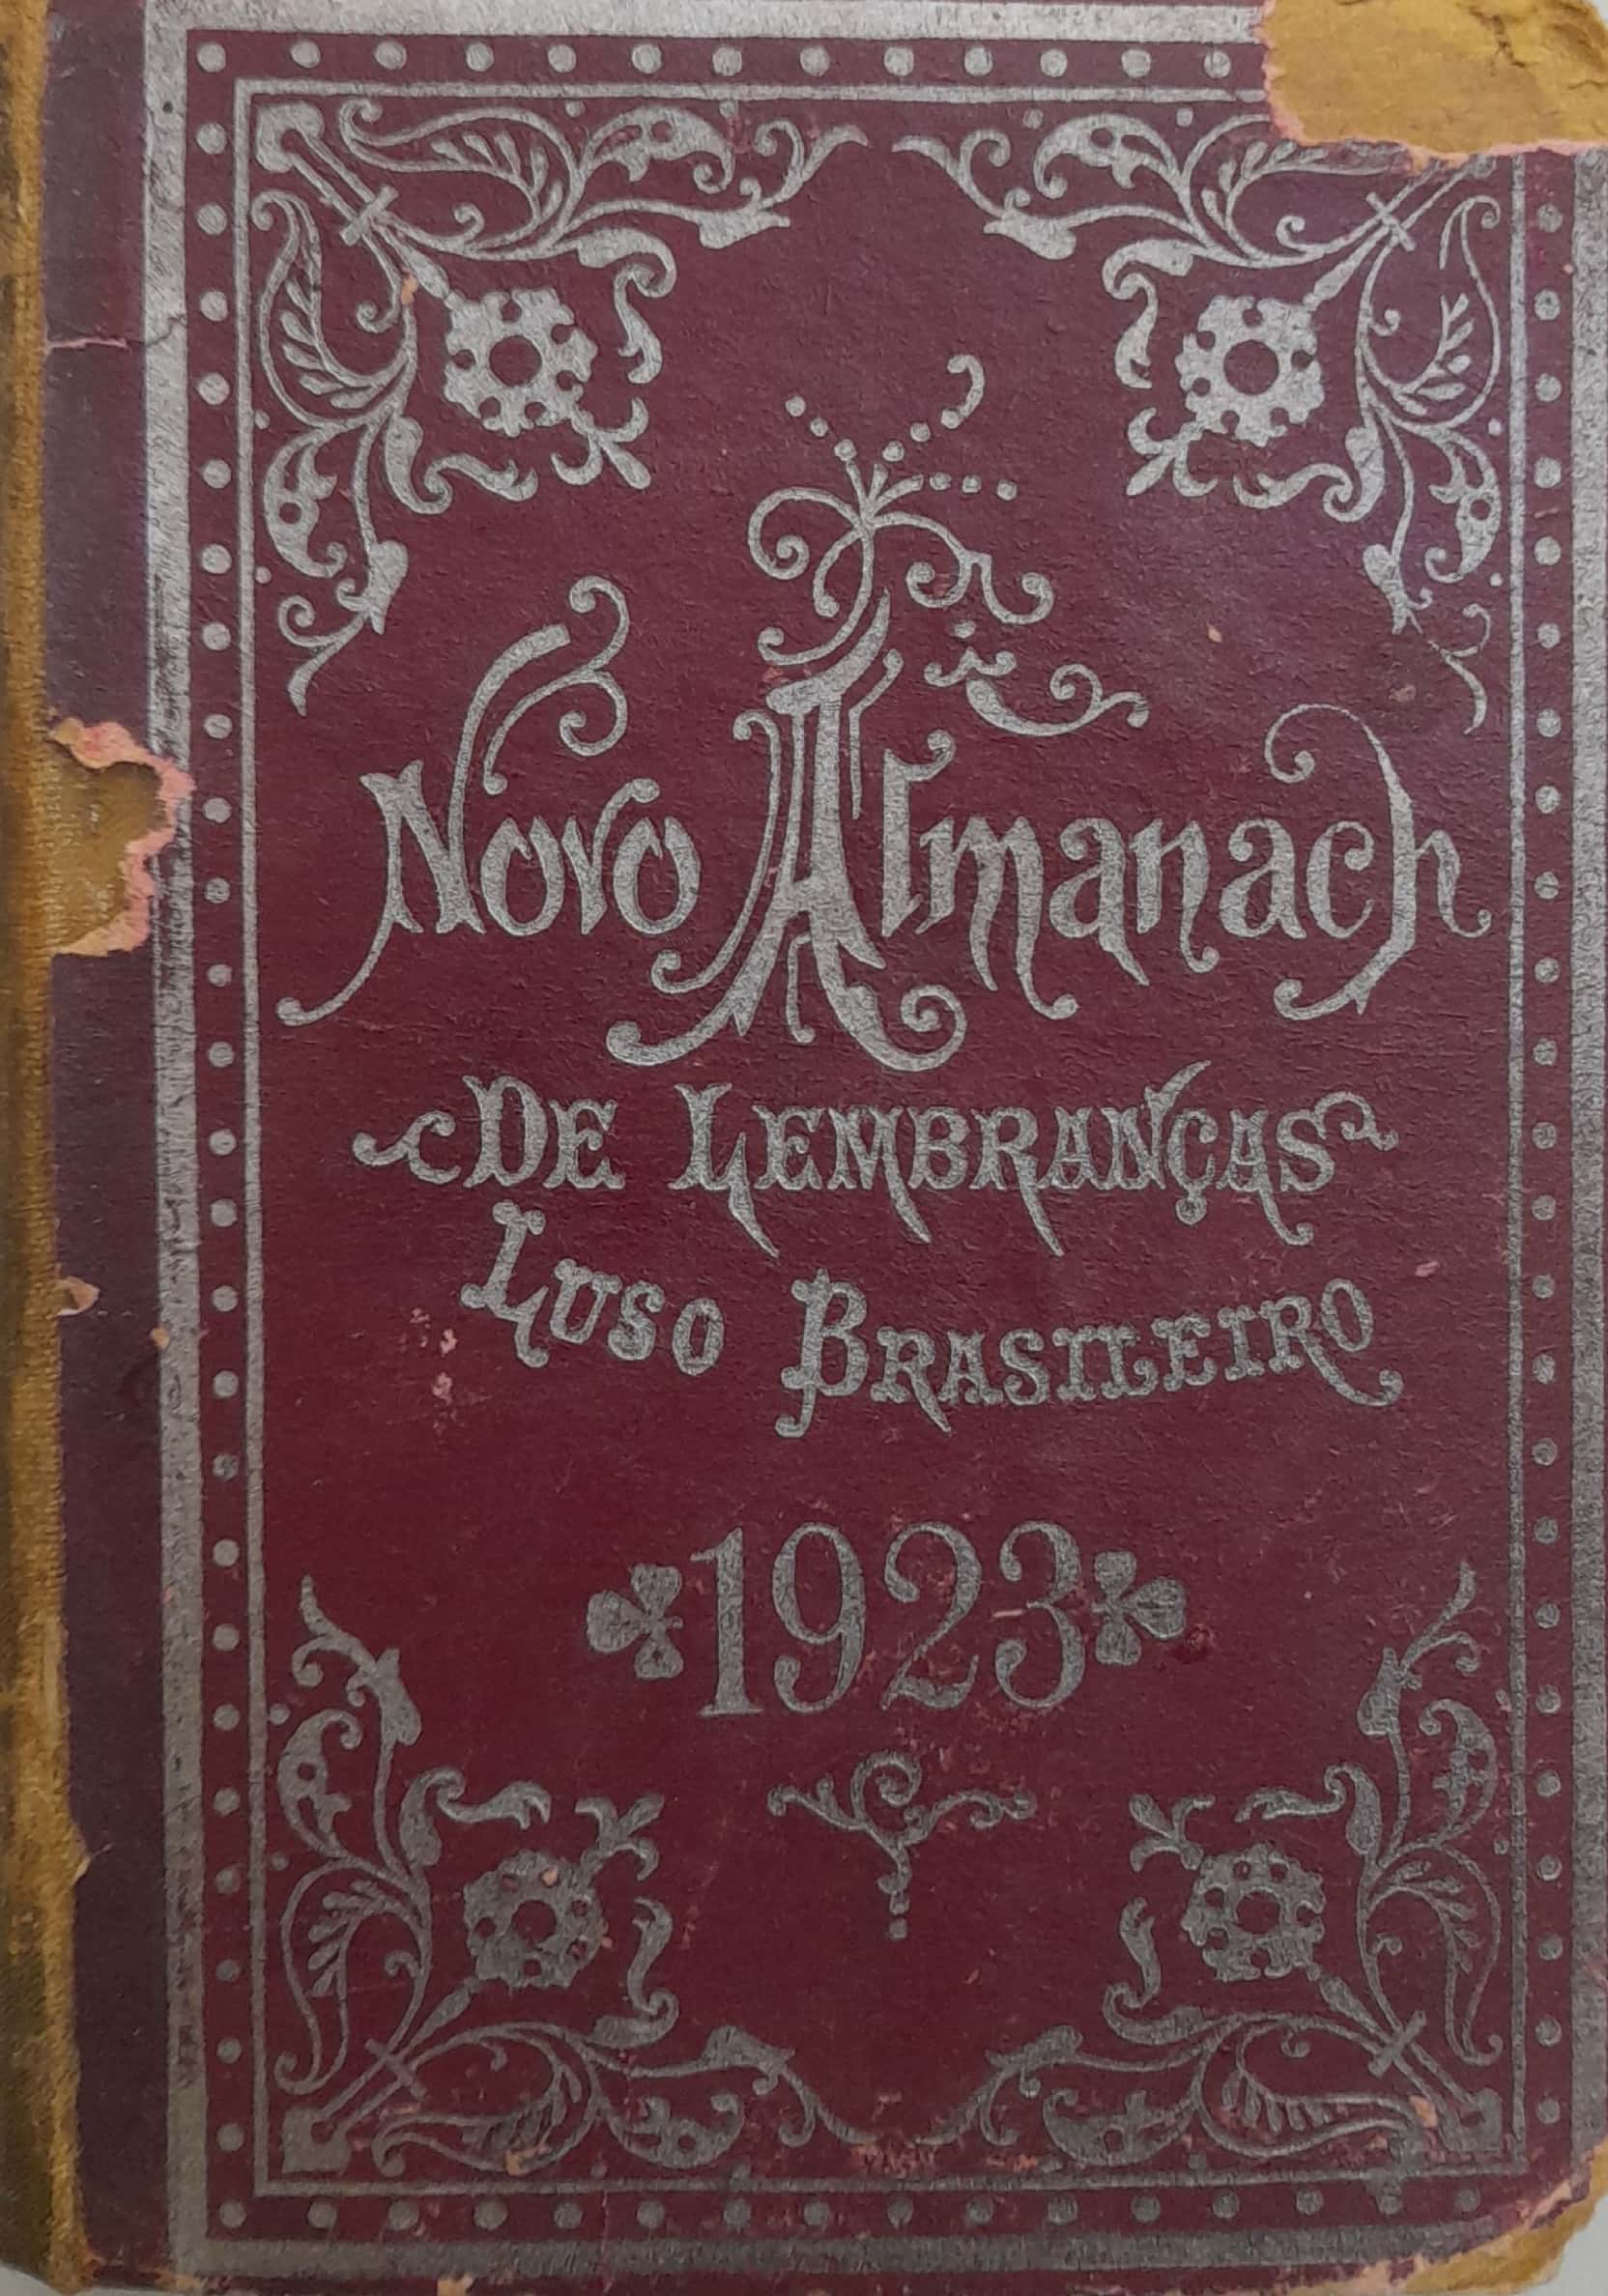 Novo Almanach
DE LEMBRANÇAS
LUSO BRASILEIRO
1923